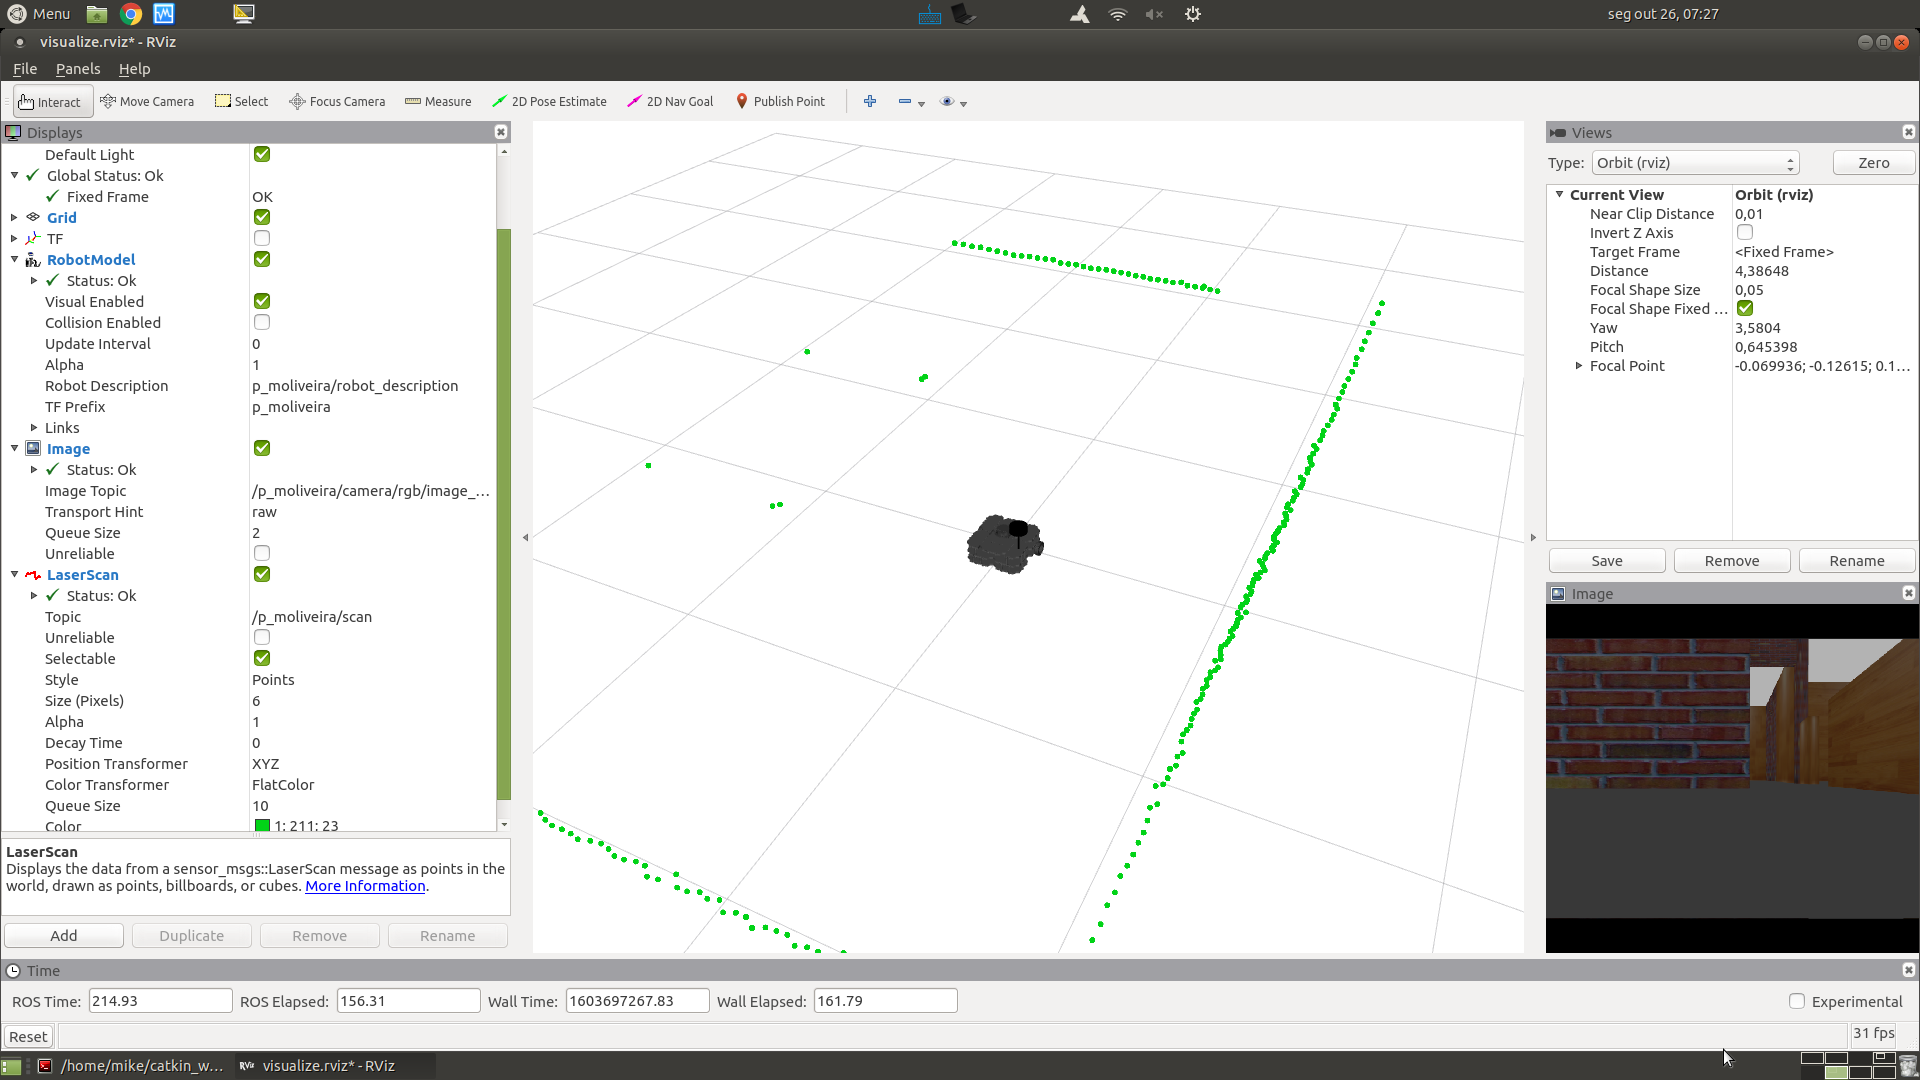 Menu
seg out 26, 07:27
visualize.rviz* - RViz
File Panels Help
Interact Move Camera Select Focus Camera Measure 2D Pose Estimate 2D Nav Goal Publish Point
Displays
Default Light
Global Status: Ok
Fixed Frame OK
Grid
TF
RobotModel
Status: Ok
Visual Enabled
Collision Enabled
Update Interval 0
Alpha 1
Robot Description p_moliveira/robot_description
TF Prefix p_moliveira
Links
Image
Status: Ok
Image Topic /p_moliveira/camera/rgb/image_...
Transport Hint raw
Queue Size 2
Unreliable
LaserScan
Status: Ok
Topic /p_moliveira/scan
Unreliable
Selectable
Style Points
Size (Pixels) 6
Alpha 1
Decay Time 0
Position Transformer XYZ
Color Transformer FlatColor
Queue Size 10
Color 1; 211; 23
LaserScan
Displays the data from a sensor_msgs::LaserScan message as points in the
world, drawn as points, billboards, or cubes. More Information.
Add Duplicate Remove Rename
Views
Type: Orbit (rviz) Zero
Current View Orbit (rviz)
Near Clip Distance 0,01
Invert Z Axis
Target Frame <Fixed Frame>
Distance 4,38648
Focal Shape Size 0,05
Focal Shape Fixed ...
Yaw 3,5804
Pitch 0,645398
Focal Point -0.069936; -0.12615; 0.1...
Save Remove Rename
Image
Time
ROS Time: 214.93 ROS Elapsed: 156.31 Wall Time: 1603697267.83 Wall Elapsed: 161.79 Experimental
Reset 31 fps
/home/mike/catkin_w... RViz visualize.rviz* - RViz